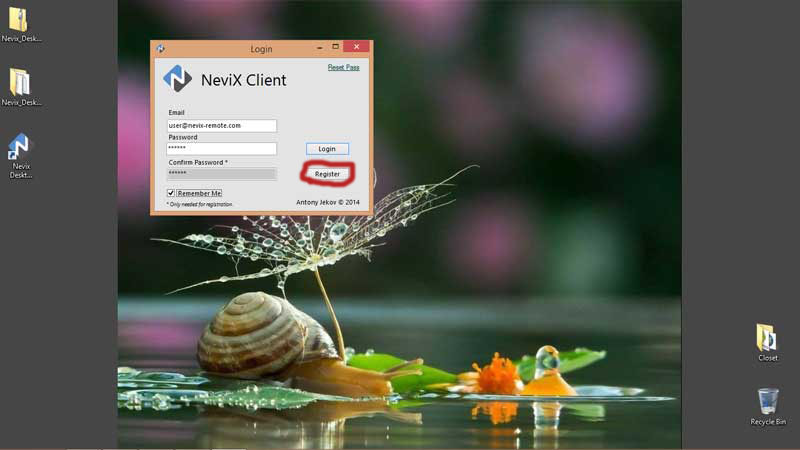 Nevix_Desk...
Nevix_Desk...
Nevix
Deskt...
Login
Reset Pass
NeviX Client
Email
user@nevix-remote.com
Password
******
Login
Confirm Password *
******
Register
Remember Me
* Only needed for registration.
Antony Jekov © 2014
Closet
Recycle Bin